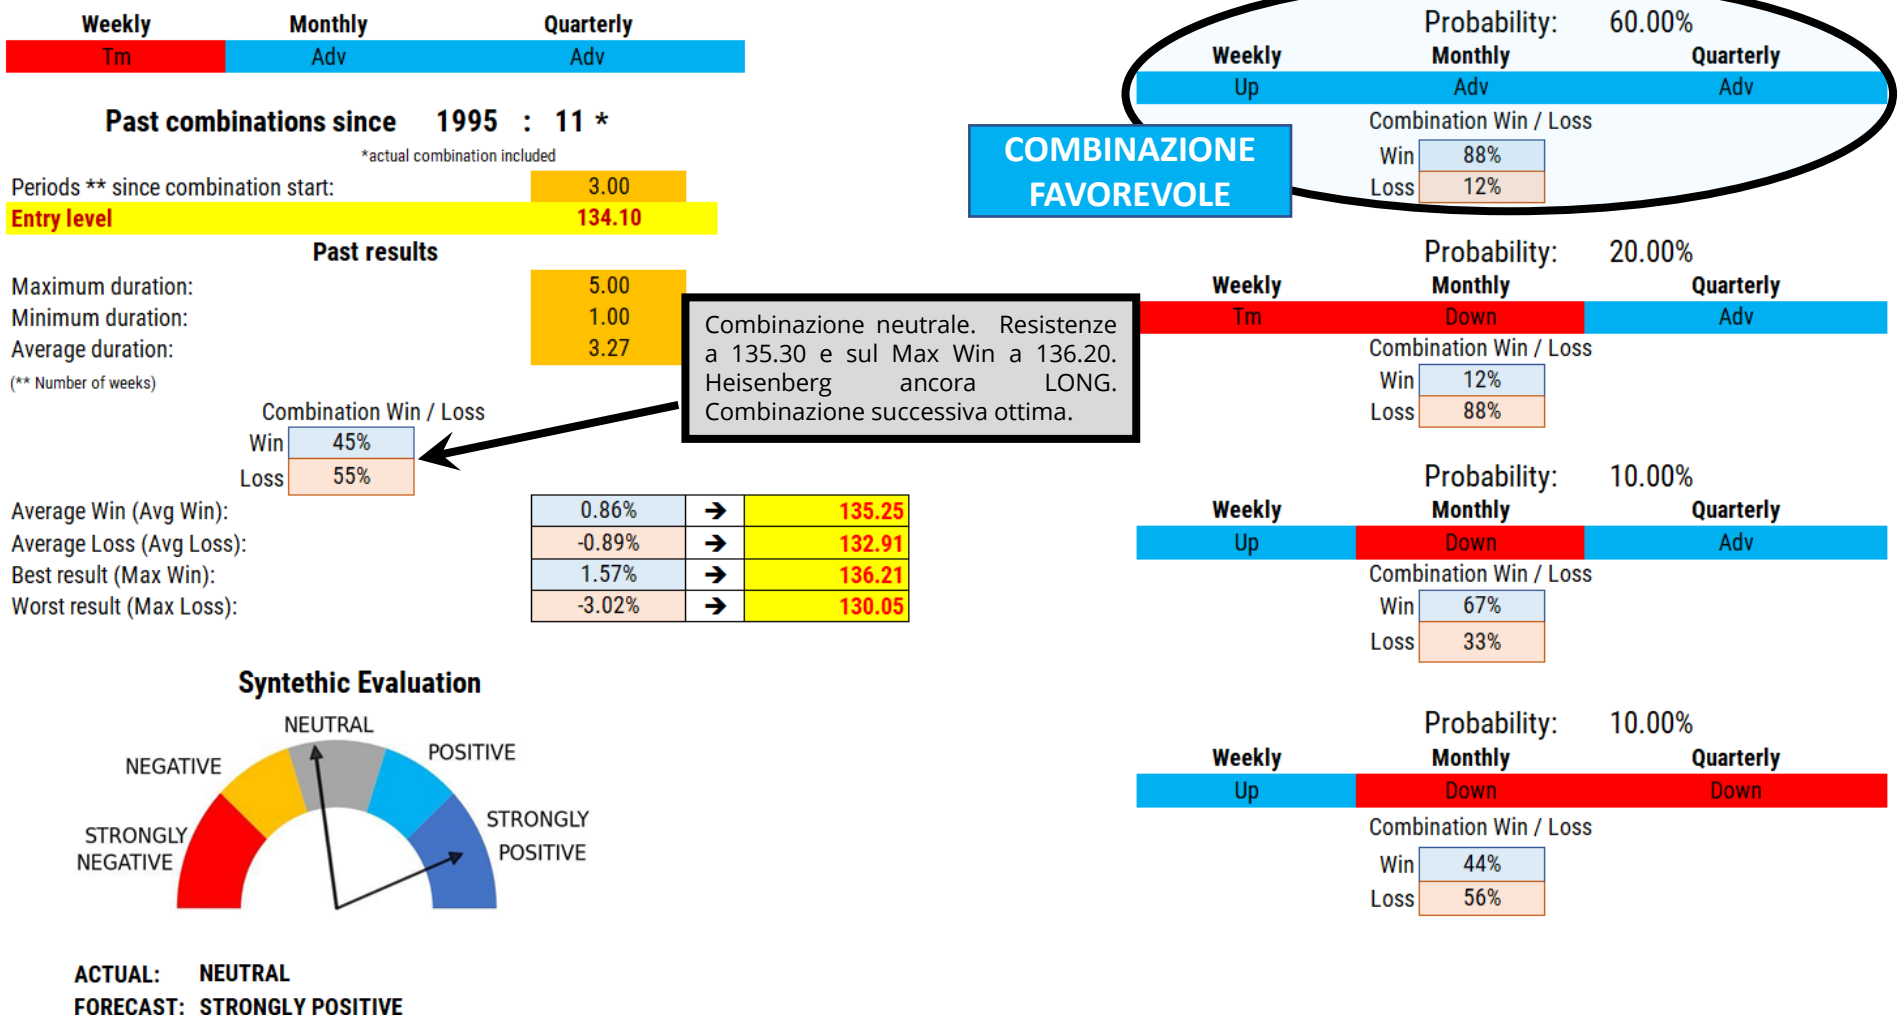 Weekly Monthly Quarterly
Tm Adv Adv
Past combinations since 1995 : 11 *
*actual combination included
Periods ** since combination start: 3.00
Entry level 134.10
Past results
Maximum duration: 5.00
Minimum duration: 1.00
Average duration: 3.27
(** Number of weeks)
Combination Win / Loss
Win 45%
Loss 55%
Average Win (Avg Win): 0.86% ➔ 135.25
Average Loss (Avg Loss): -0.89% ➔ 132.91
Best result (Max Win): 1.57% ➔ 136.21
Worst result (Max Loss): -3.02% ➔ 130.05
Combinazione neutrale. Resistenze
a 135.30 e sul Max Win a 136.20.
Heisenberg ancora LONG.
Combinazione successiva ottima.
Syntethic Evaluation
NEUTRAL
NEGATIVE
POSITIVE
STRONGLY
NEGATIVE
STRONGLY
POSITIVE
ACTUAL: NEUTRAL
FORECAST: STRONGLY POSITIVE
Probability: 60.00%
Weekly Monthly Quarterly
Up Adv Adv
Combination Win / Loss
Win 88%
Loss 12%
COMBINAZIONE
FAVOREVOLE
Probability: 20.00%
Weekly Monthly Quarterly
Tm Down Adv
Combination Win / Loss
Win 12%
Loss 88%
Probability: 10.00%
Weekly Monthly Quarterly
Up Down Adv
Combination Win / Loss
Win 67%
Loss 33%
Probability: 10.00%
Weekly Monthly Quarterly
Up Down Down
Combination Win / Loss
Win 44%
Loss 56%